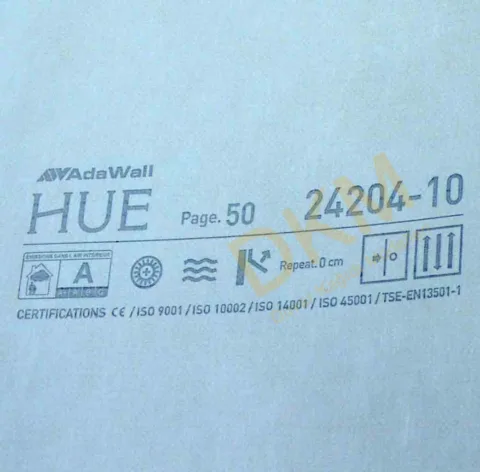 AdaWall
HUE Page. 50 24204-10
A
Repeat. 0 cm
CERTIFICATIONS CE / ISO 9001 / ISO 10002 / ISO 14001 / ISO 45001 / TSE-EN13501-1
DKM